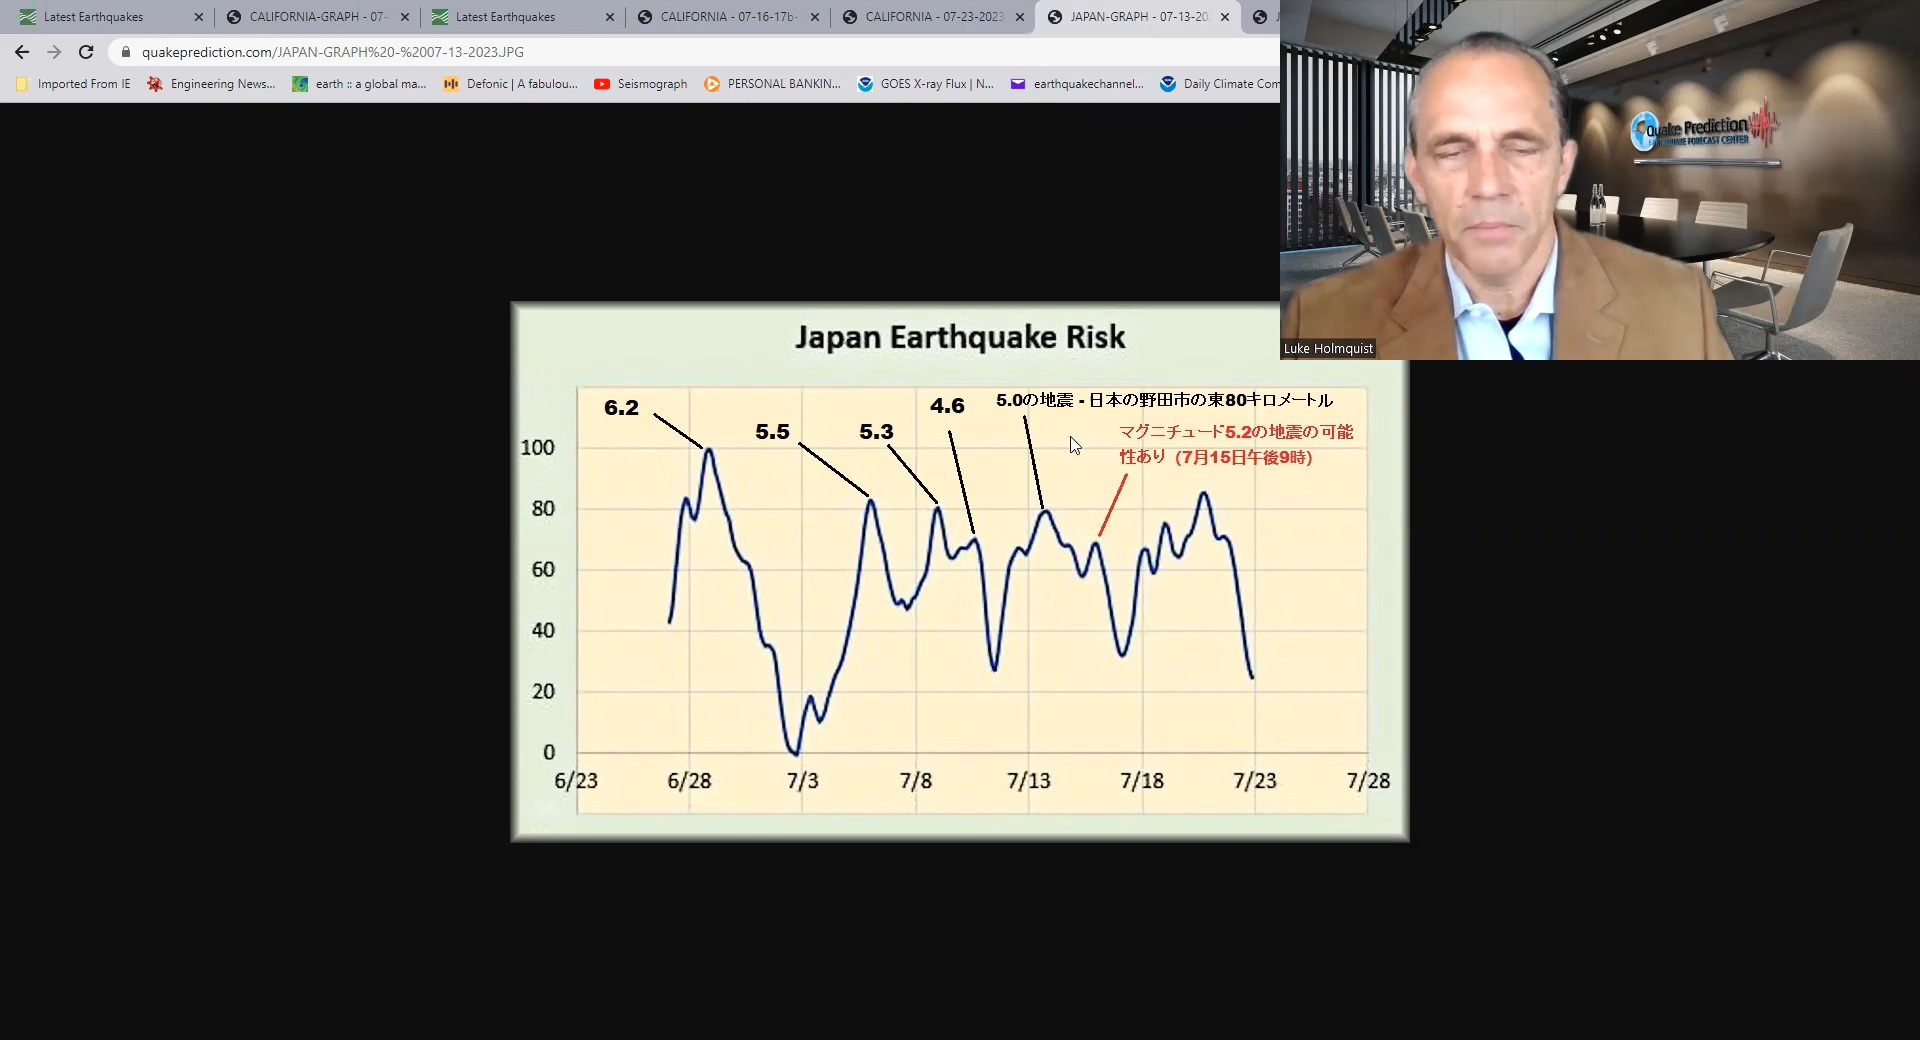 Latest Earthquakes
CALIFORNIA-GRAPH - 07-
Latest Earthquakes
CALIFORNIA - 07-16-17b-
CALIFORNIA - 07-23-2023
JAPAN-GRAPH - 07-13-20
quakeprediction.com/JAPAN-GRAPH%20-%2007-13-2023.JPG
Imported From IE
Engineering News...
earth :: a global ma...
Defonic | A fabulou...
Seismograph
PERSONAL BANKIN...
GOES X-ray Flux | N...
earthquakechannel...
Daily Climate Com
Quake Prediction
EARTHQUAKE FORECAST CENTER
Luke Holmquist
Japan Earthquake Risk
6.2
5.5
5.3
4.6
5.0の地震 - 日本の野田市の東80キロメートル
マグニチュード5.2の地震の可能
性あり (7月15日午後9時)
100
80
60
40
20
0
6/23 6/28 7/3 7/8 7/13 7/18 7/23 7/28